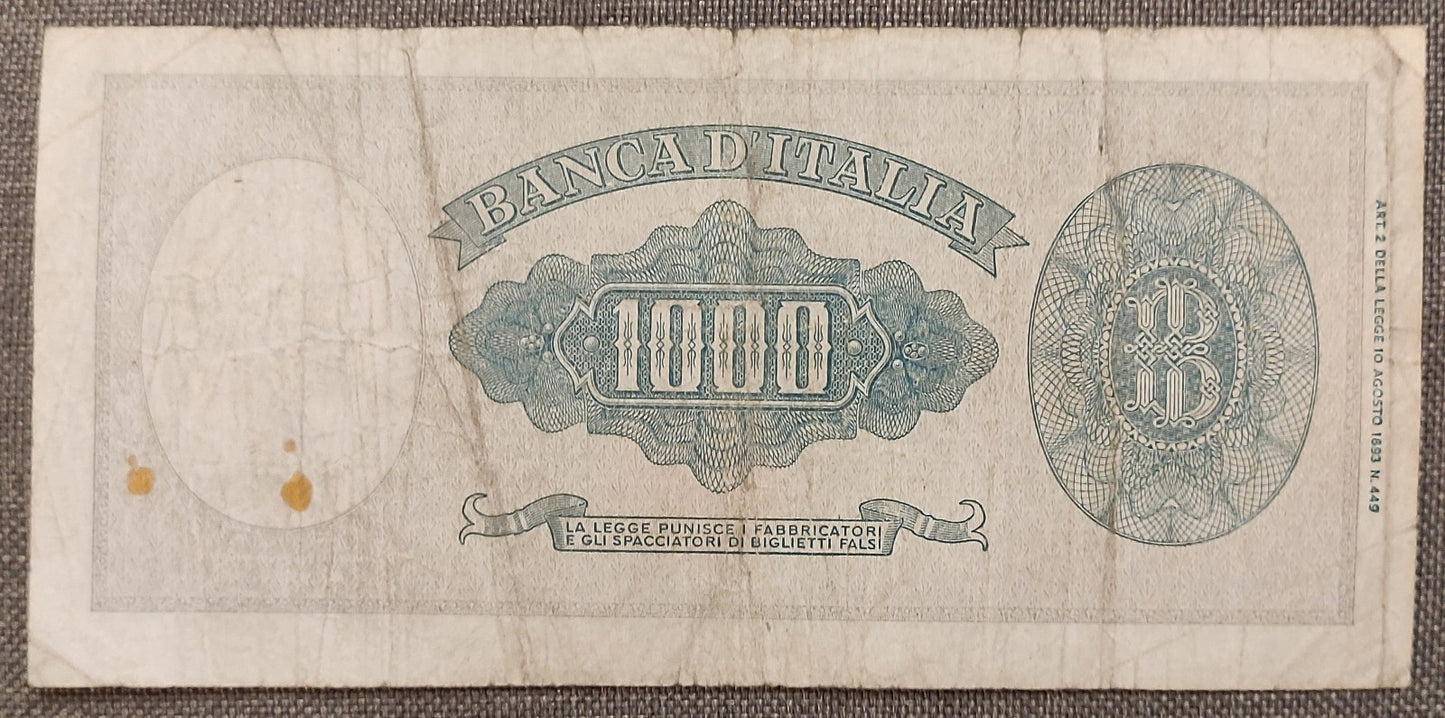 BANCA D'ITALIA
1000
LA LEGGE PUNISCE I FABBRICATORI
E GLI SPACCIATORI DI BIGLIETTI FALSI
ART. 2 DELLA LEGGE 10 AGOSTO 1893 N. 449